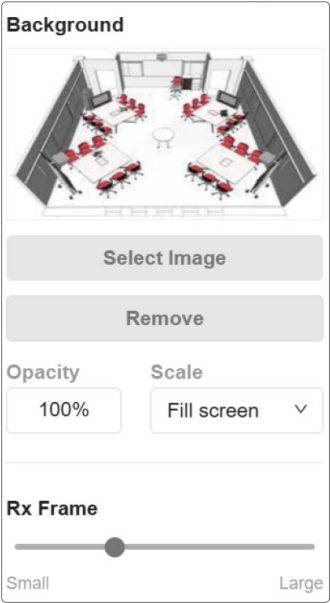 Background
Select Image
Remove
Opacity Scale
100% Fill screen
Rx Frame
Small Large